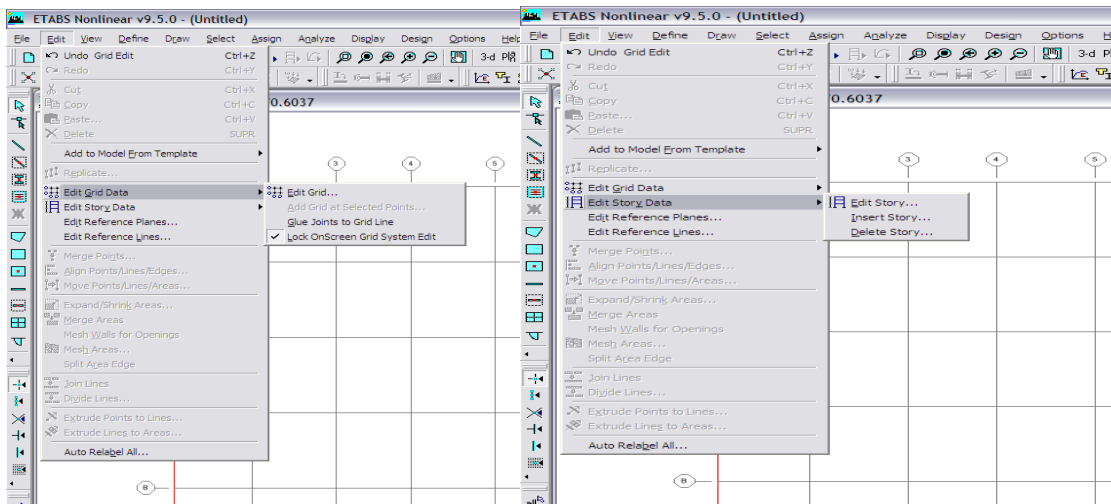 ETABS Nonlinear v9.5.0 - (Untitled)
File Edit View Define Draw Select Assign Analyze Display Design Options Help
Undo Grid Edit Ctrl+Z
3-d
Redo Ctrl+Y
Cut Ctrl+X
0.6037
Copy Ctrl+C
Paste... Ctrl+V
Delete SUPR
Add to Model From Template
3 4 5
Replicate...
Edit Grid Data
Edit Grid...
Edit Story Data
Add Grid at Selected Points...
Edit Reference Planes...
Glue Joints to Grid Line
Edit Reference Lines...
Lock OnScreen Grid System Edit
Merge Points...
Align Points/Lines/Edges...
Move Points/Lines/Areas...
Expand/Shrink Areas...
Merge Areas
Mesh Walls for Openings
Mesh Areas...
Split Area Edge
Join Lines
Divide Lines...
Extrude Points to Lines...
Extrude Lines to Areas...
Auto Relabel All...
B
ETABS Nonlinear v9.5.0 - (Untitled)
File Edit View Define Draw Select Assign Analyze Display Design Options
Undo Grid Edit Ctrl+Z
3-d
Redo Ctrl+Y
Cut Ctrl+X
0.6037
Copy Ctrl+C
Paste... Ctrl+V
Delete SUPR
Add to Model From Template
3 4 5
Replicate...
Edit Grid Data
Edit Story Data
Edit Story...
Edit Reference Planes...
Insert Story...
Edit Reference Lines...
Delete Story...
Merge Points...
Align Points/Lines/Edges...
Move Points/Lines/Areas...
Expand/Shrink Areas...
Merge Areas
Mesh Walls for Openings
Mesh Areas...
Split Area Edge
Join Lines
Divide Lines...
Extrude Points to Lines...
Extrude Lines to Areas...
Auto Relabel All...
B